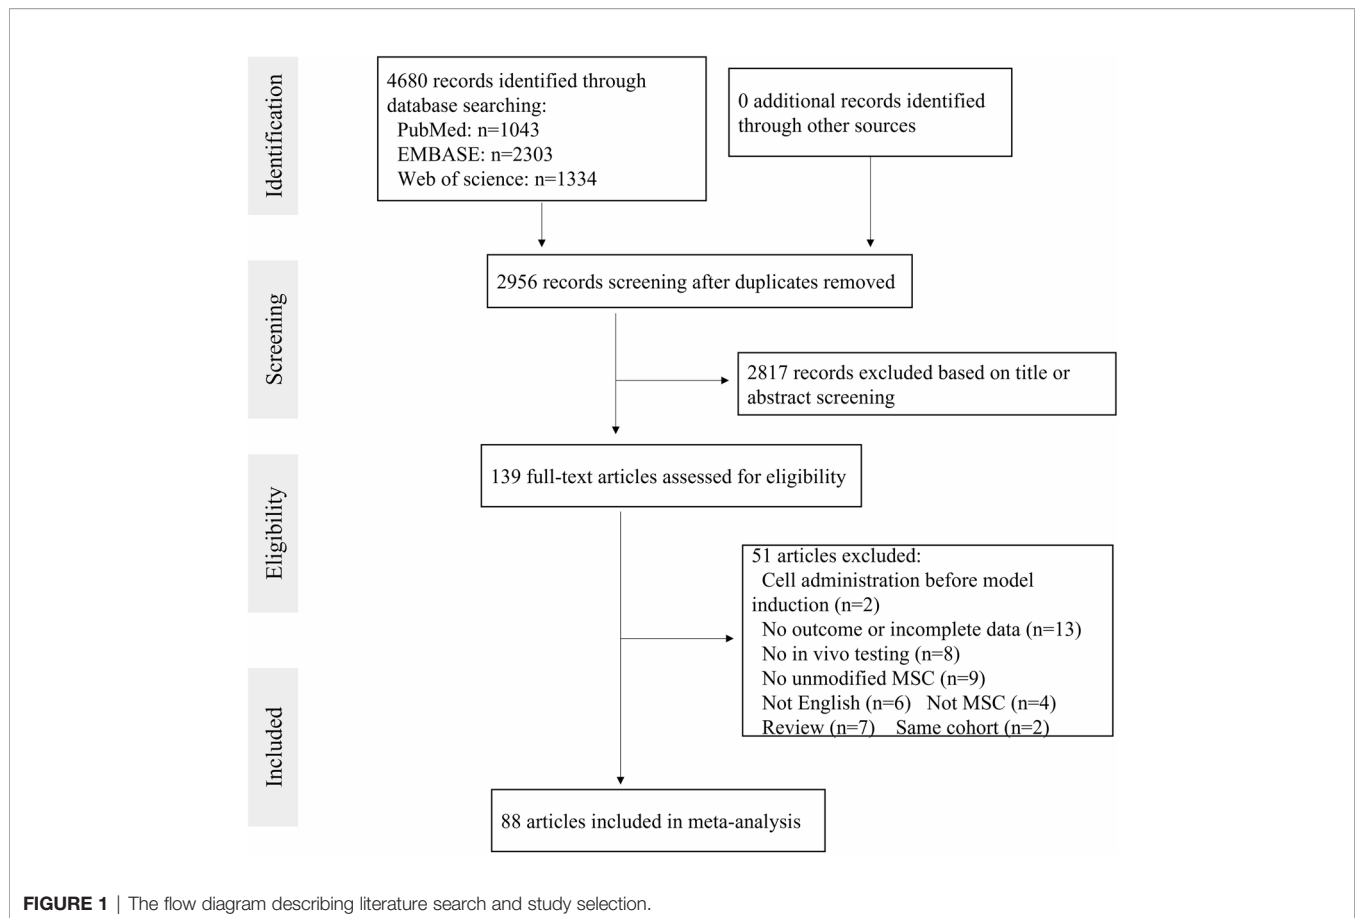 Identification
4680 records identified through
database searching:
PubMed: n=1043
EMBASE: n=2303
Web of science: n=1334
0 additional records identified
through other sources
Screening
2956 records screening after duplicates removed
2817 records excluded based on title or
abstract screening
Eligibility
139 full-text articles assessed for eligibility
51 articles excluded:
Cell administration before model
induction (n=2)
No outcome or incomplete data (n=13)
No in vivo testing (n=8)
No unmodified MSC (n=9)
Not English (n=6) Not MSC (n=4)
Review (n=7) Same cohort (n=2)
Included
88 articles included in meta-analysis
FIGURE 1 | The flow diagram describing literature search and study selection.